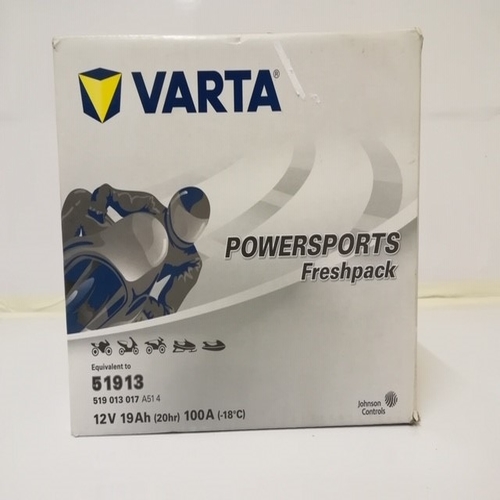 VARTA®
POWERSPORTS
Freshpack
Equivalent to
51913
519 013 017 A51 4
12V 19Ah (20hr) 100A (-18°C)
Johnson
Controls